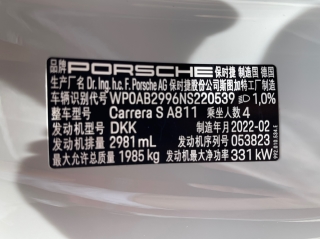 品牌 PORSCHE 保时捷 制造国 德国
生产厂名 Dr. Ing. h.c. F. Porsche AG 保时捷股份公司斯图加特工厂制造
车辆识别代号 WP0AB2996NS220539 1,0%
整车型号 Carrera S A811 乘坐人数 4
发动机型号 DKK 制造年月 2022-02
发动机排量 2981 mL 发动机序号 053823
最大允许总质量 1985 kg 发动机最大净功率 331 kW